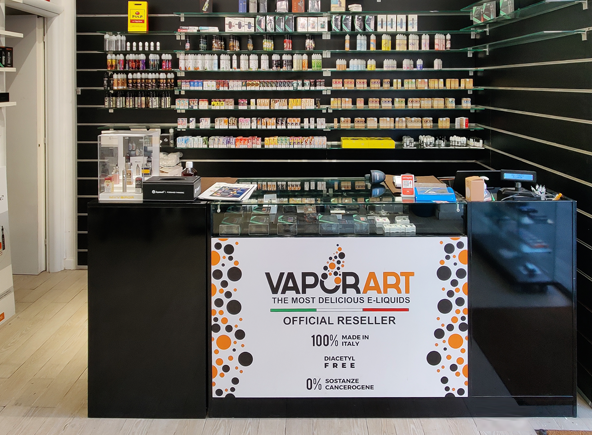 VAPORART
THE MOST DELICIOUS E-LIQUIDS
OFFICIAL RESELLER
100% MADE IN
ITALY
DIACETYL
FREE
0% SOSTANZE
CANCEROGENE